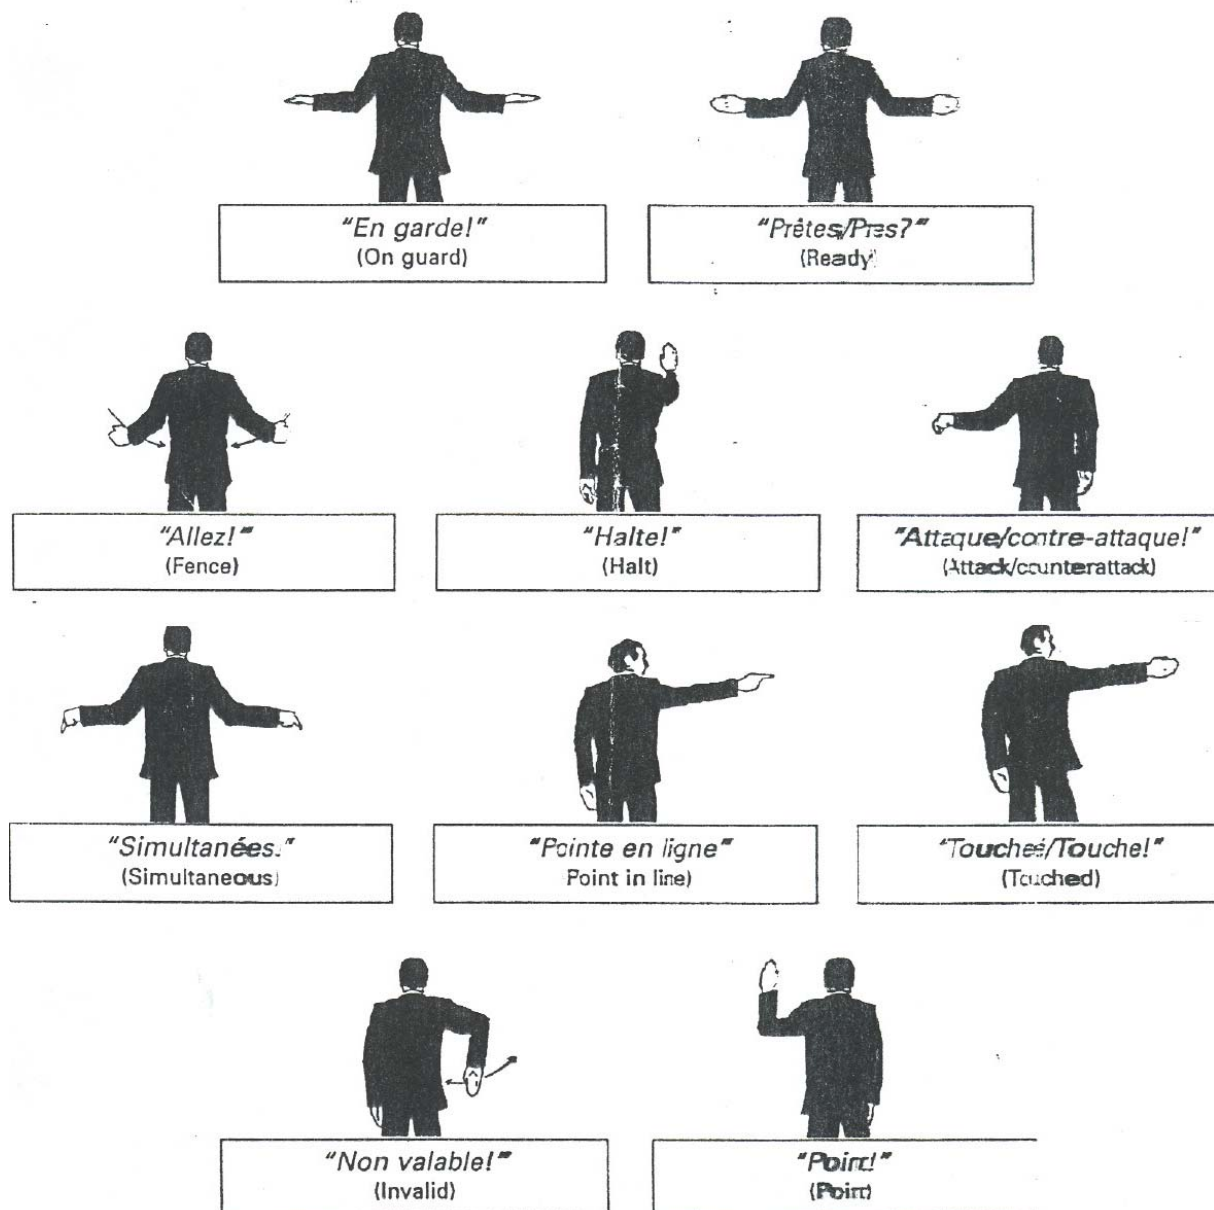 "En garde!"
(On guard)
"Prêtes/Pres?"
(Ready)
"Allez!"
(Fence)
"Halte!"
(Halt)
"Attaque/contre-attaque!"
(Attack/counterattack)
"Simultanées."
(Simultaneous)
"Pointe en ligne"
Point in line)
"Touché/Touche!"
(Touched)
"Non valable!"
(Invalid)
"Point!"
(Point)